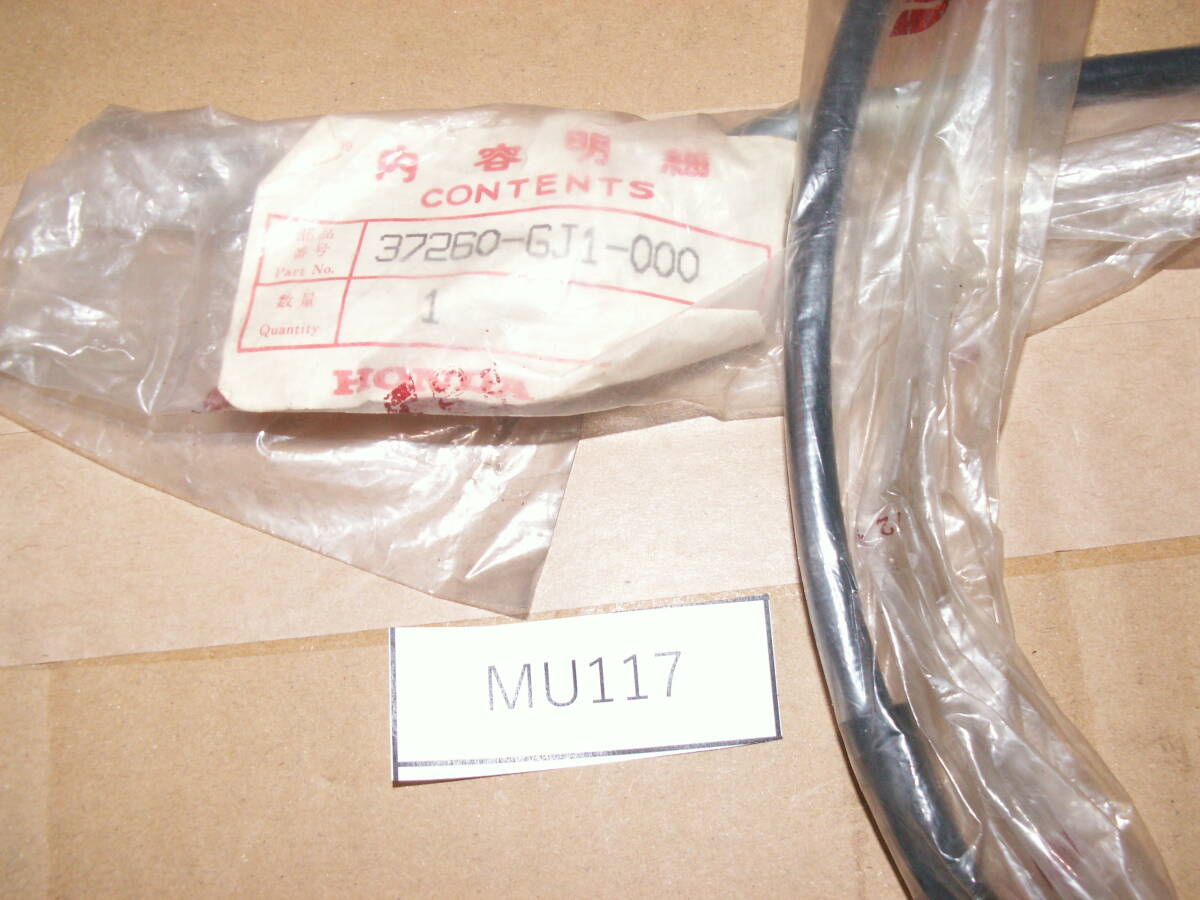 内容明細
CONTENTS
部品
番号
Part No.
37260-GJ1-000
数量
Quantity
1
HONDA
MU117